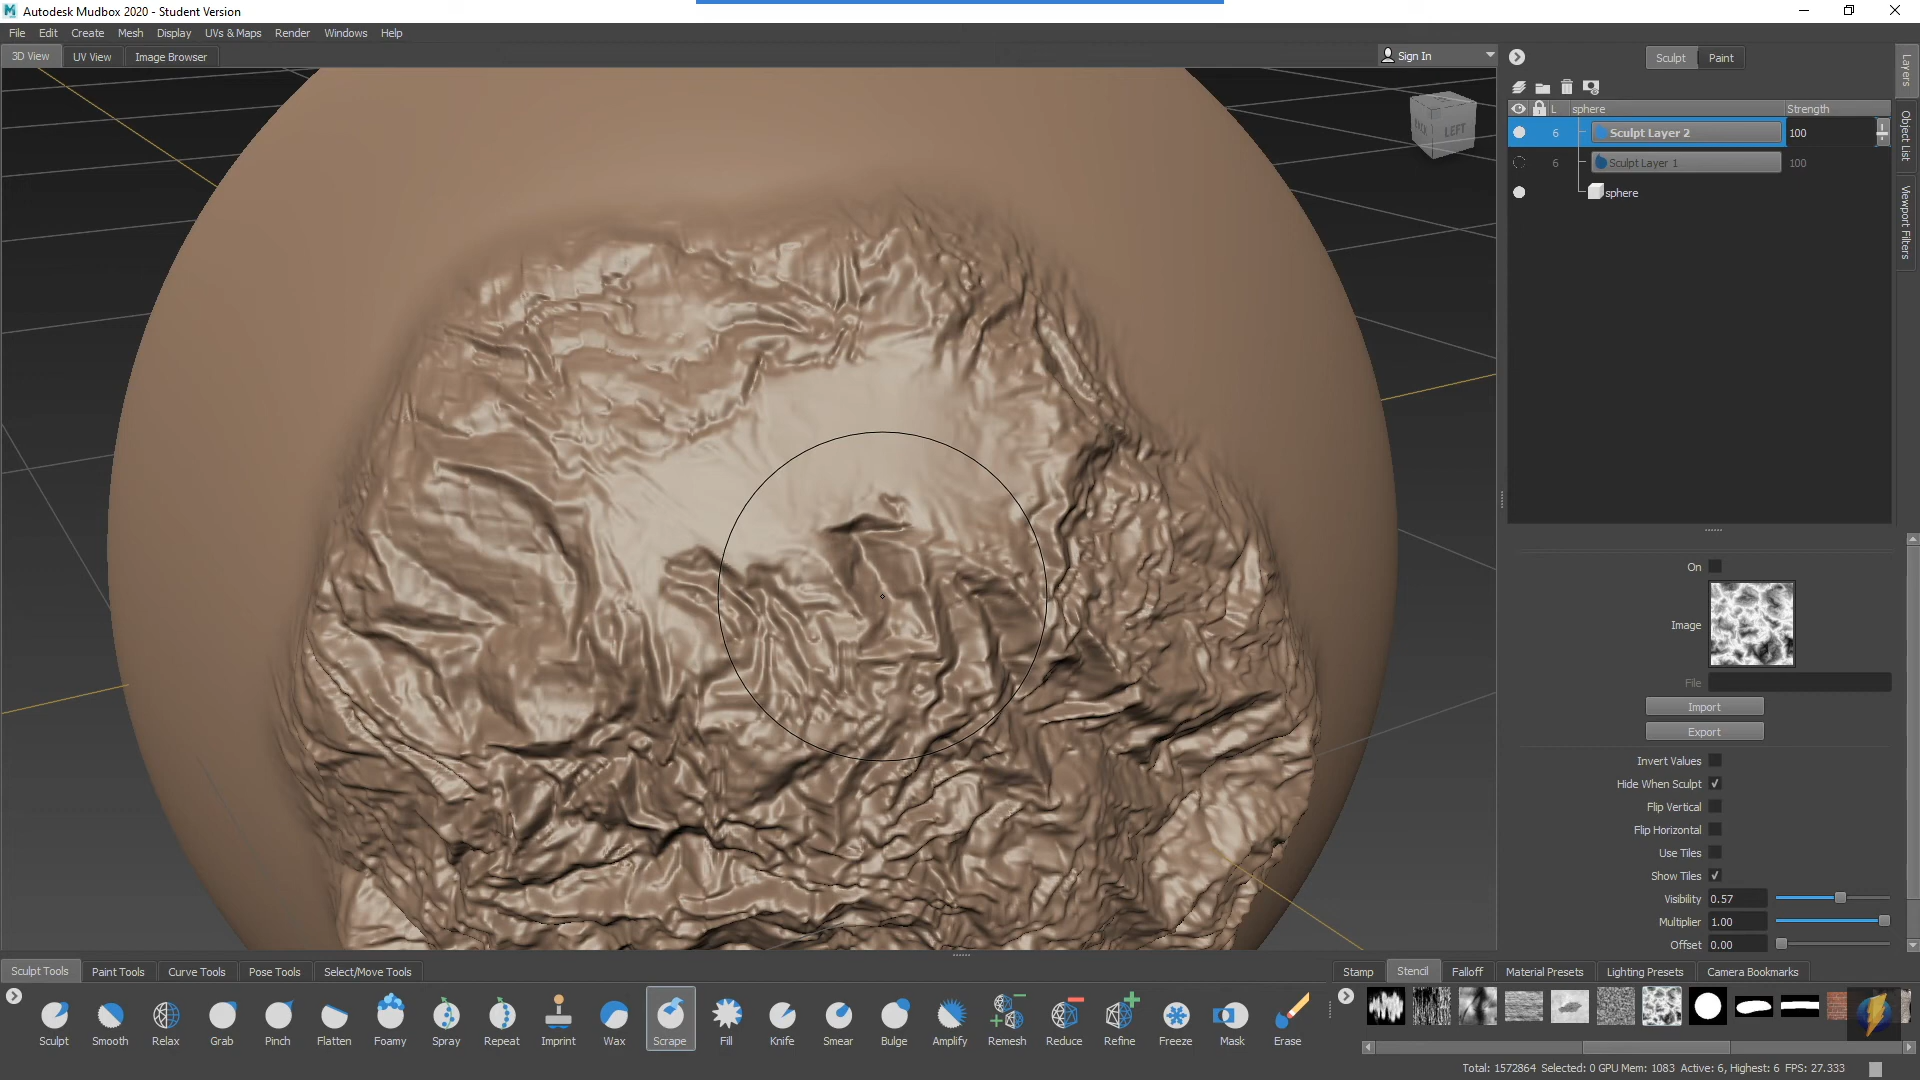 Autodesk Mudbox 2020 - Student Version
File Edit Create Mesh Display UVs & Maps Render Windows Help
3D View UV View Image Browser Sign In
Sculpt Paint
Layers
Object List
Viewport Filters
BACK LEFT
L sphere Strength
6 Sculpt Layer 2 100
6 Sculpt Layer 1 100
sphere
On
Image
File
Import
Export
Invert Values
Hide When Sculpt
Flip Vertical
Flip Horizontal
Use Tiles
Show Tiles
Visibility 0.57
Multiplier 1.00
Offset 0.00
Sculpt Tools Paint Tools Curve Tools Pose Tools Select/Move Tools
Stamp Stencil Falloff Material Presets Lighting Presets Camera Bookmarks
Sculpt Smooth Relax Grab Pinch Flatten Foamy Spray Repeat Imprint Wax Scrape Fill Knife Smear Bulge Amplify Remesh Reduce Refine Freeze Mask Erase
Total: 1572864 Selected: 0 GPU Mem: 1083 Active: 6, Highest: 6 FPS: 27.333